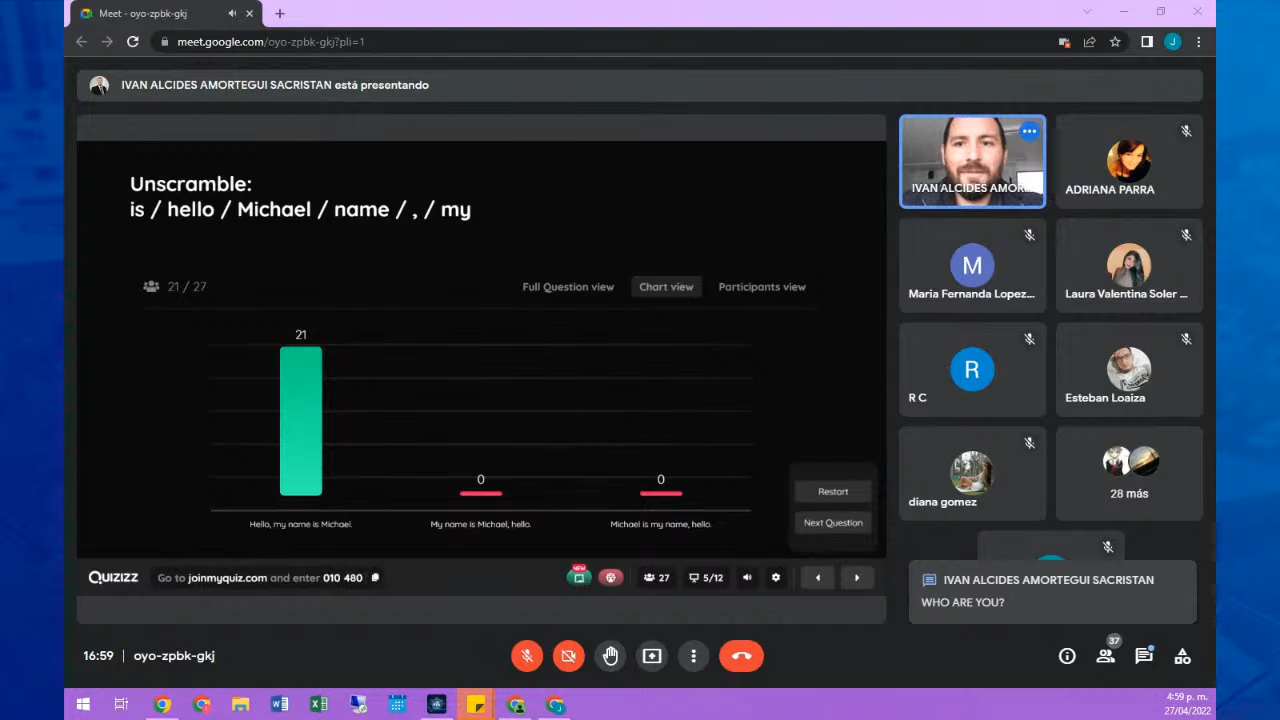 Meet - oyo-zpbk-gkj
meet.google.com/oyo-zpbk-gkj?pli=1
J
IVAN ALCIDES AMORTEGUI SACRISTAN está presentando
Unscramble:
is / hello / Michael / name / , / my
21 / 27
Full Question view
Chart view
Participants view
21
0
0
Hello, my name is Michael.
My name is Michael, hello.
Michael is my name, hello.
Restart
Next Question
QUIZIZZ
Go to joinmyquiz.com and enter 010 480
NEW
27
5/12
IVAN ALCIDES AMOR...
ADRIANA PARRA
M
Maria Fernanda Lopez...
Laura Valentina Soler ...
R
R C
Esteban Loaiza
diana gomez
28 más
IVAN ALCIDES AMORTEGUI SACRISTAN
WHO ARE YOU?
16:59 | oyo-zpbk-gkj
37
4:59 p. m.
27/04/2022